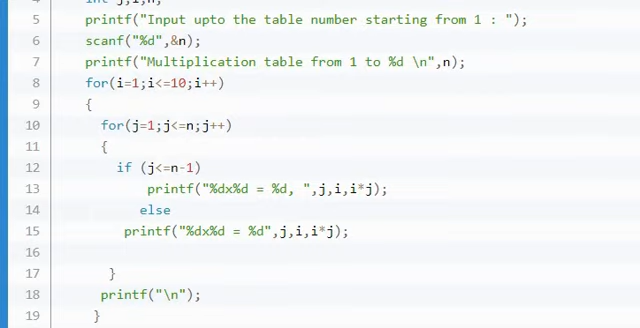 4 int j,i,n;
5 printf("Input upto the table number starting from 1 : ");
6 scanf("%d",&n);
7 printf("Multiplication table from 1 to %d \n",n);
8 for(i=1;i<=10;i++)
9 {
10 for(j=1;j<=n;j++)
11 {
12 if (j<=n-1)
13 printf("%dx%d = %d, ",j,i,i*j);
14 else
15 printf("%dx%d = %d",j,i,i*j);
16
17 }
18 printf("\n");
19 }